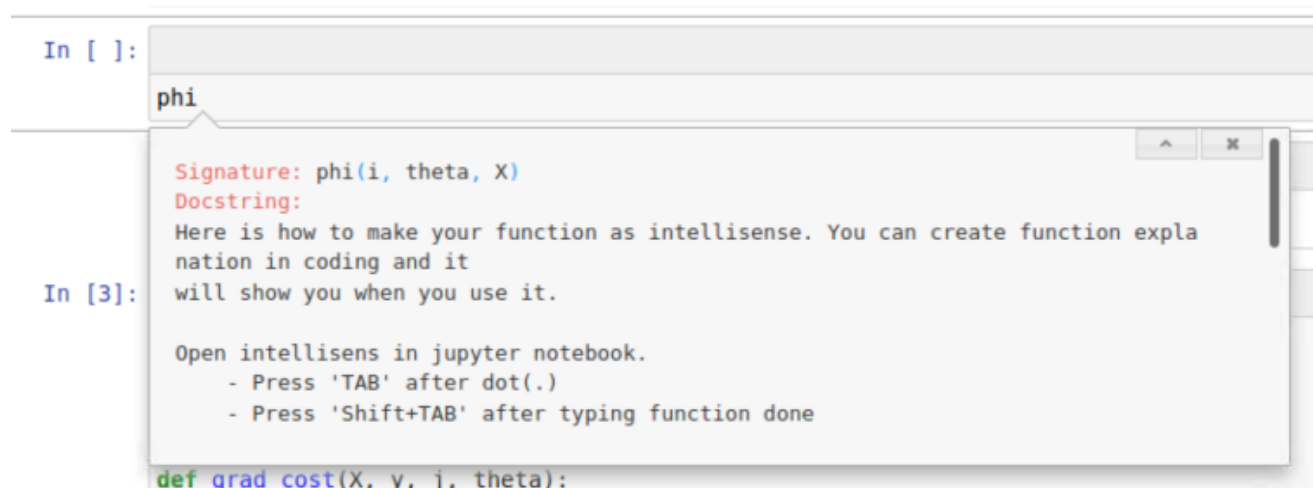 In [ ]:
phi
Signature: phi(i, theta, X)
Docstring:
Here is how to make your function as intellisense. You can create function expla
nation in coding and it
In [3]: will show you when you use it.
Open intellisens in jupyter notebook.
- Press 'TAB' after dot(.)
- Press 'Shift+TAB' after typing function done
def grad_cost(X, y, j, theta):